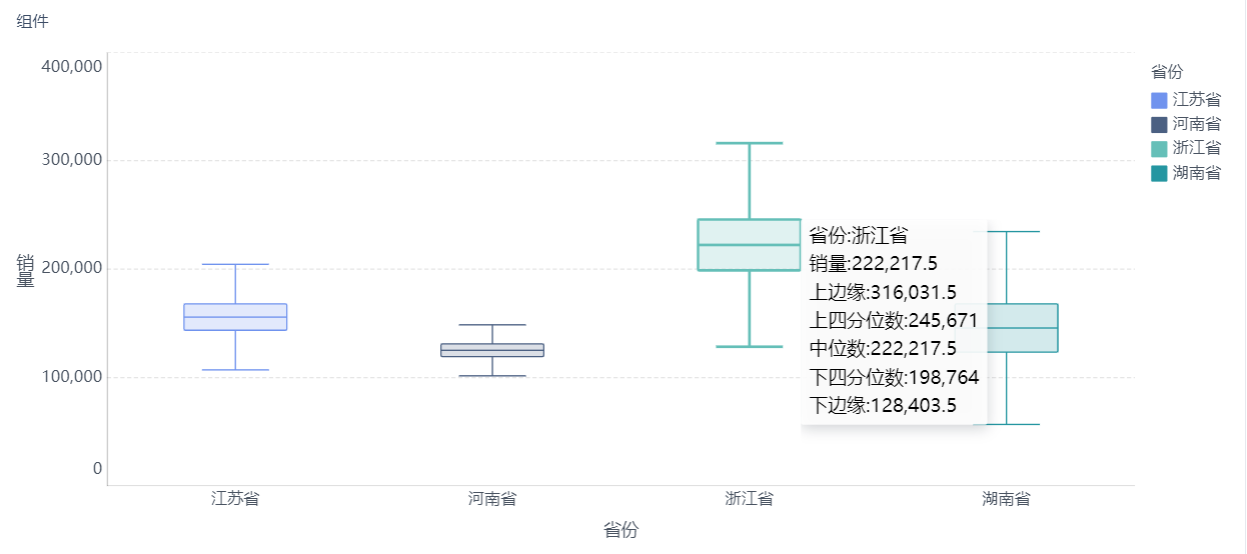 组件
400,000
300,000
200,000
100,000
0
销量
江苏省
河南省
浙江省
湖南省
省份
省份:浙江省
销量:222,217.5
上边缘:316,031.5
上四分位数:245,671
中位数:222,217.5
下四分位数:198,764
下边缘:128,403.5
省份
江苏省
河南省
浙江省
湖南省